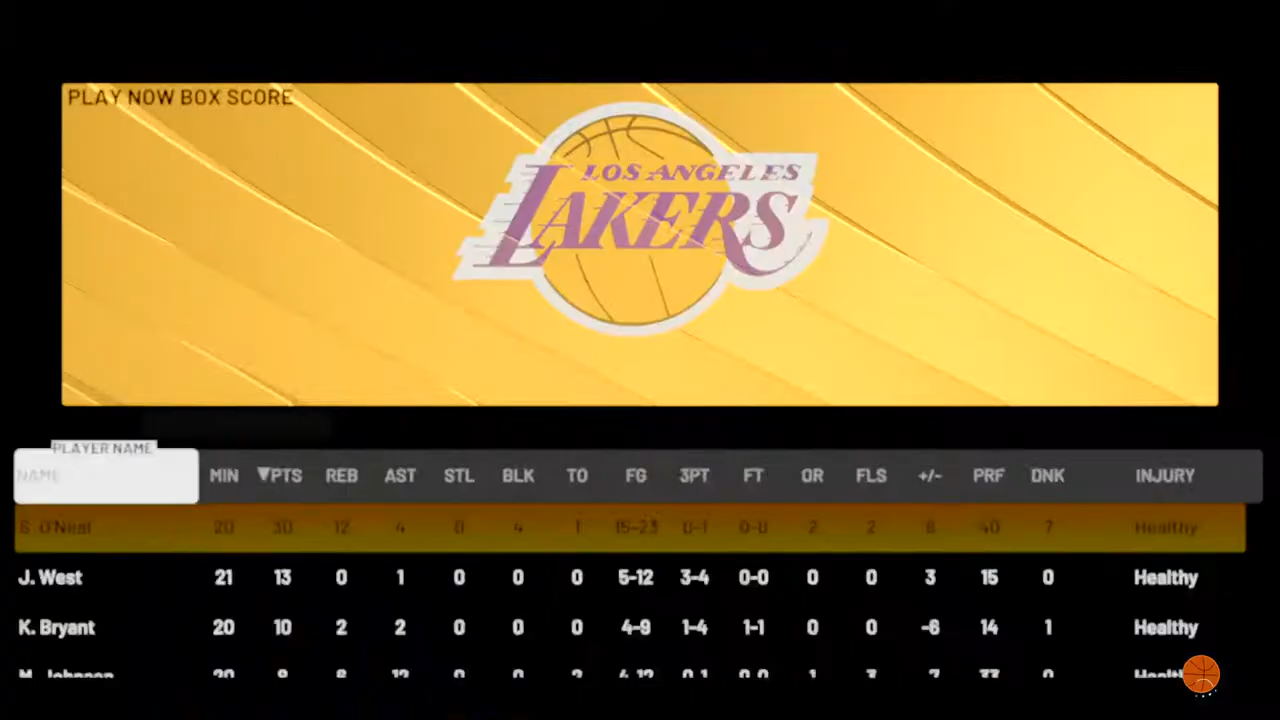 PLAY NOW BOX SCORE
LOS ANGELES
LAKERS
PLAYER NAME
NAME MIN ▼PTS REB AST STL BLK TO FG 3PT FT OR FLS +/- PRF DNK INJURY
S. O'Neal 20 30 12 4 0 4 1 15-23 0-1 0-0 2 2 8 40 7 Healthy
J. West 21 13 0 1 0 0 0 5-12 3-4 0-0 0 0 3 15 0 Healthy
K. Bryant 20 10 2 2 0 0 0 4-9 1-4 1-1 0 0 -6 14 1 Healthy
M. Johnson 20